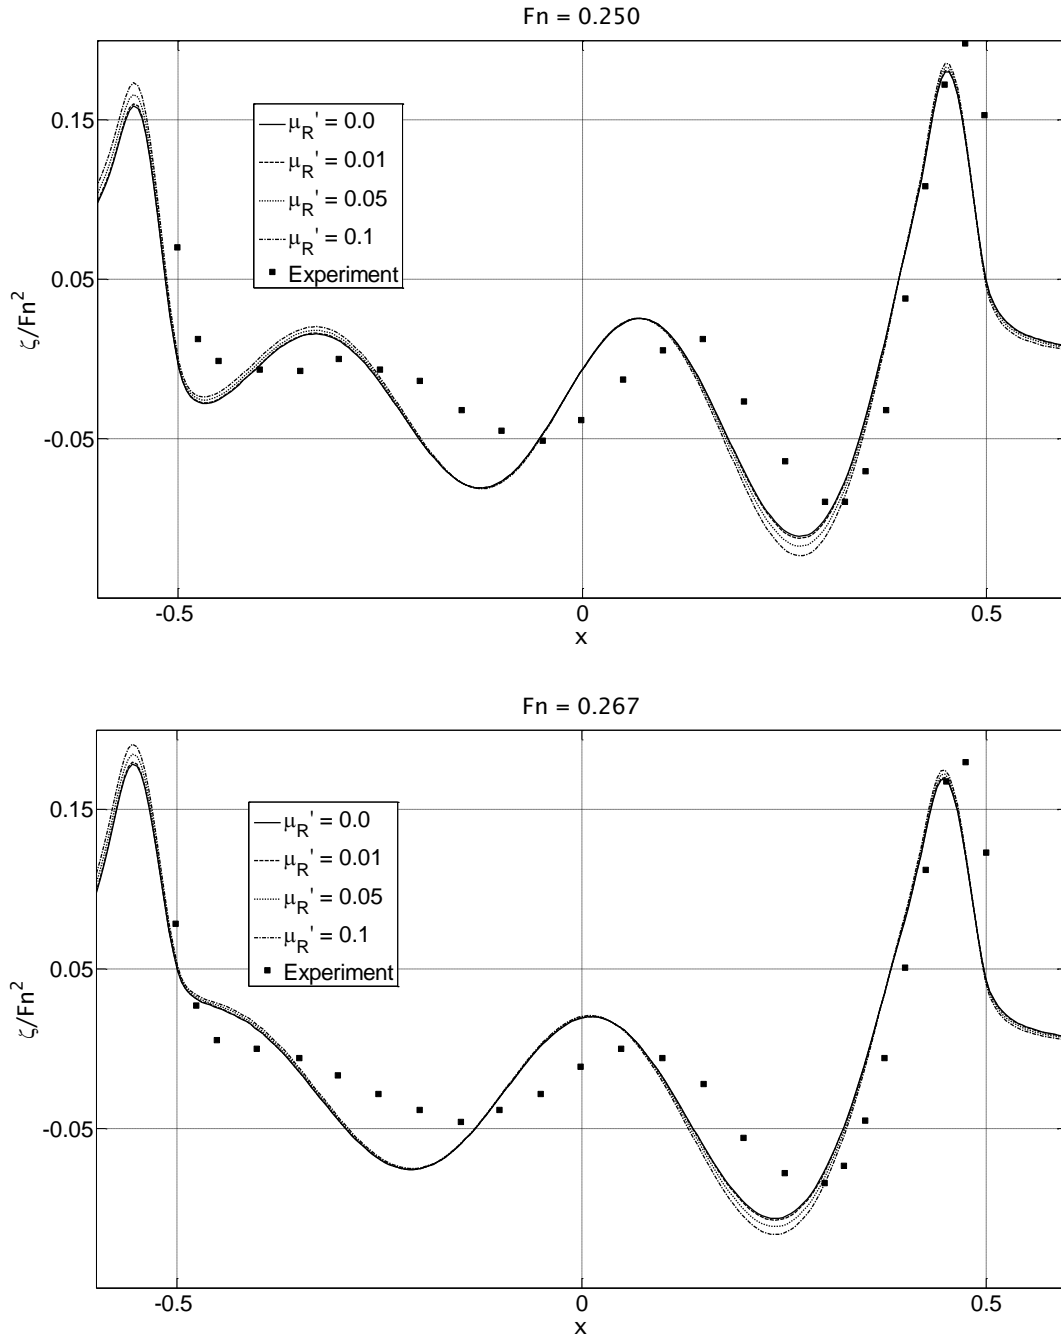 Fn = 0.250
0.15
0.05
-0.05
ζ/Fn²
μR' = 0.0
μR' = 0.01
μR' = 0.05
μR' = 0.1
Experiment
-0.5
0
0.5
x
Fn = 0.267
0.15
0.05
-0.05
ζ/Fn²
μR' = 0.0
μR' = 0.01
μR' = 0.05
μR' = 0.1
Experiment
-0.5
0
0.5
x